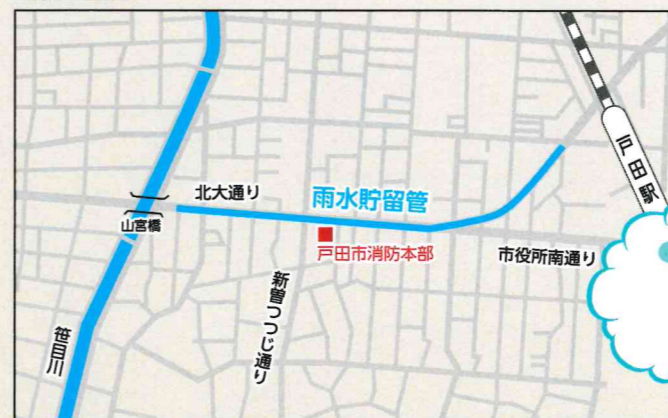 戸田駅
北大通り
雨水貯留管
山宮橋
戸田市消防本部
市役所南通り
新曽つつじ通り
笹目川